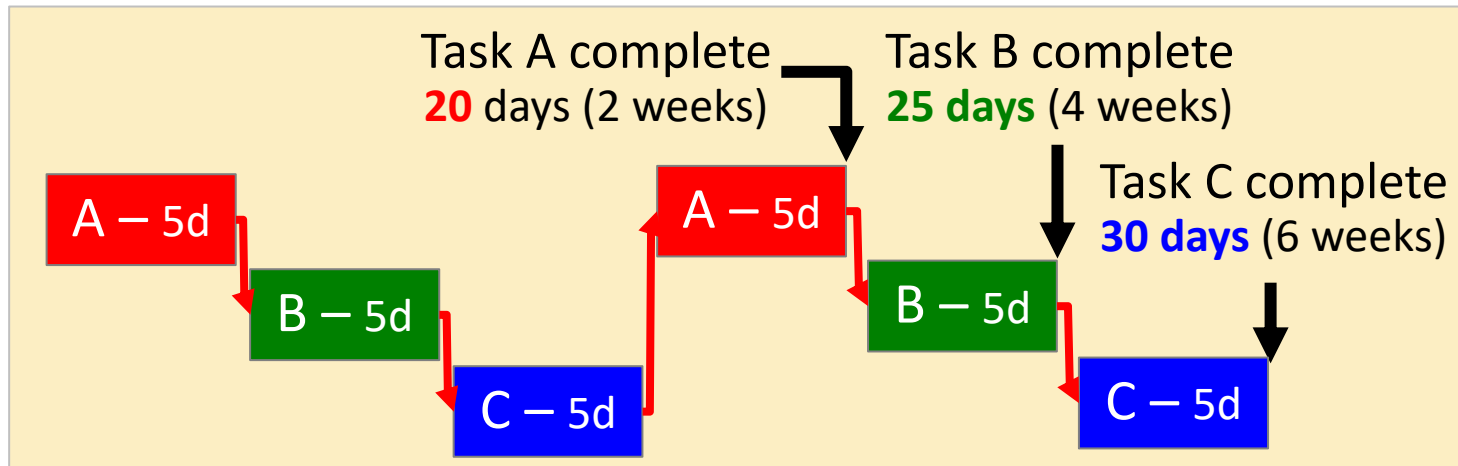 Task A complete
20 days (2 weeks)
Task B complete
25 days (4 weeks)
Task C complete
30 days (6 weeks)
A – 5d
B – 5d
C – 5d
A – 5d
B – 5d
C – 5d